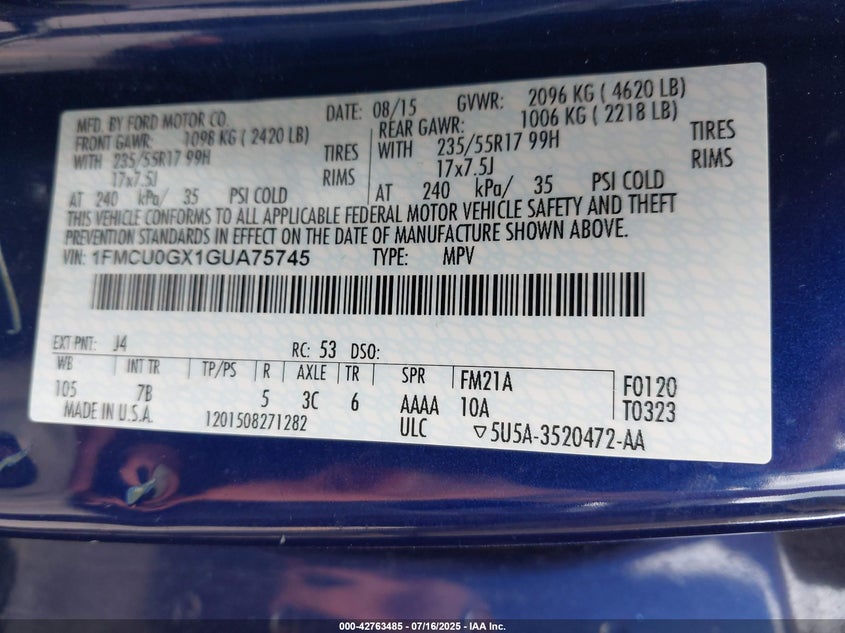 MFD. BY FORD MOTOR CO. DATE: 08/15 GVWR: 2096 KG ( 4620 LB)
FRONT GAWR: 1098 KG ( 2420 LB) REAR GAWR: 1006 KG ( 2218 LB)
WITH 235/55R17 99H TIRES WITH 235/55R17 99H TIRES
17x7.5J RIMS 17x7.5J RIMS
AT 240 kPa/ 35 PSI COLD AT 240 kPa/ 35 PSI COLD
THIS VEHICLE CONFORMS TO ALL APPLICABLE FEDERAL MOTOR VEHICLE SAFETY AND THEFT
PREVENTION STANDARDS IN EFFECT ON THE DATE OF MANUFACTURE SHOWN ABOVE.
VIN: 1FMCU0GX1GUA75745 TYPE: MPV
EXT PNT: J4 RC: 53 DSO:
WB INT TR TP/PS R AXLE TR SPR FM21A F0120
105 7B 5 3C 6 AAAA 10A T0323
MADE IN U.S.A. 1201508271282 ULC ▽5U5A-3520472-AA
000-42763485 - 07/16/2025 - IAA Inc.